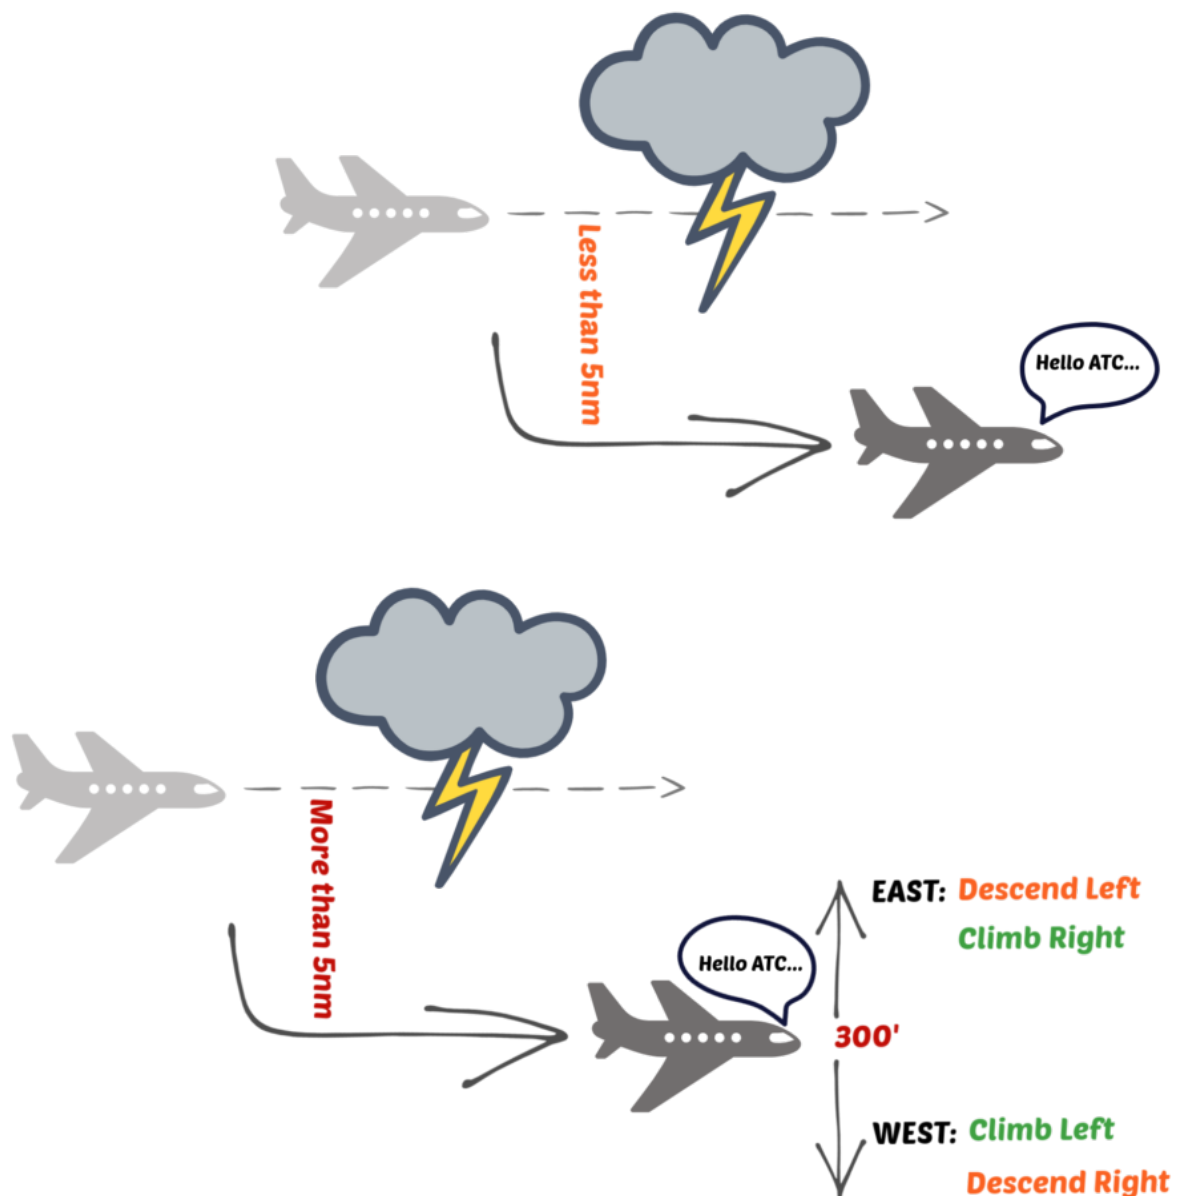 Less than 5nm
Hello ATC...
More than 5nm
Hello ATC...
EAST: Descend Left
Climb Right
300'
WEST: Climb Left
Descend Right